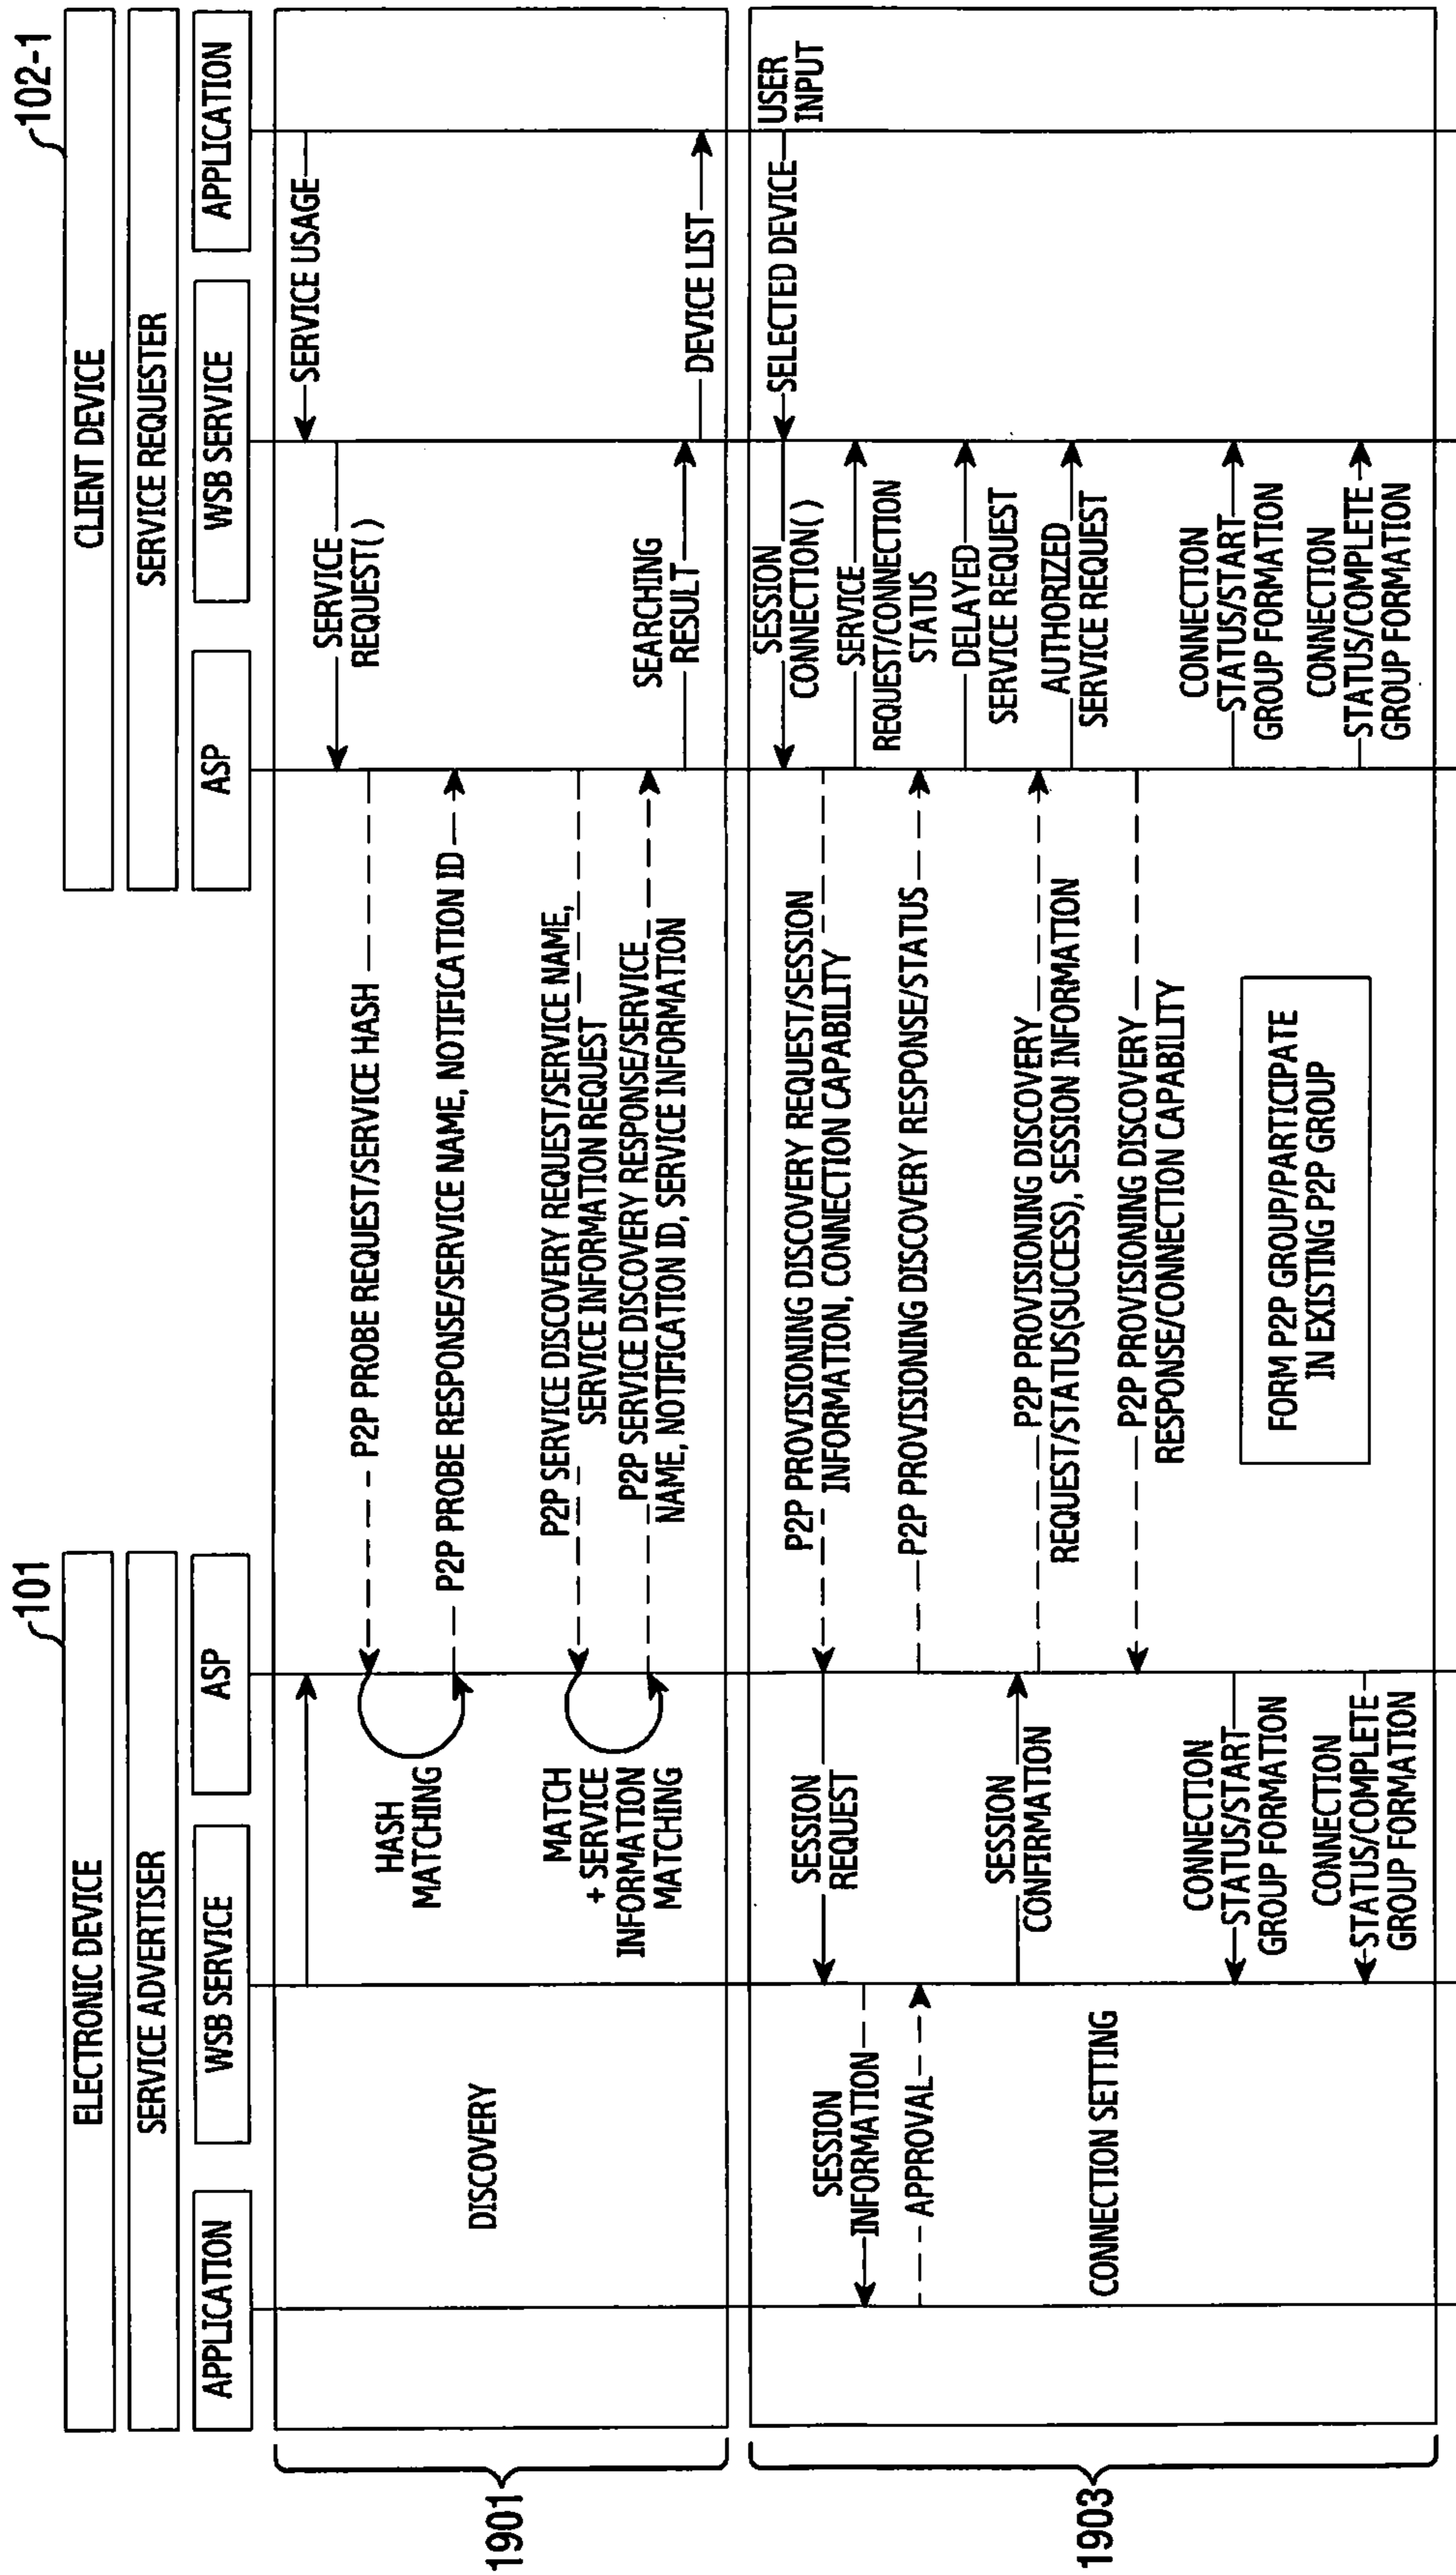 101
102-1
ELECTRONIC DEVICE
CLIENT DEVICE
SERVICE ADVERTISER
SERVICE REQUESTER
APPLICATION
WSB SERVICE
ASP
ASP
WSB SERVICE
APPLICATION
1901
DISCOVERY
SERVICE USAGE
SERVICE
REQUEST( )
P2P PROBE REQUEST/SERVICE HASH
HASH
MATCHING
P2P PROBE RESPONSE/SERVICE NAME, NOTIFICATION ID
P2P SERVICE DISCOVERY REQUEST/SERVICE NAME,
SERVICE INFORMATION REQUEST
MATCH
+ SERVICE
INFORMATION
MATCHING
P2P SERVICE DISCOVERY RESPONSE/SERVICE
NAME, NOTIFICATION ID, SERVICE INFORMATION
SEARCHING
RESULT
DEVICE LIST
1903
USER
INPUT
SELECTED DEVICE
SESSION
CONNECTION( )
P2P PROVISIONING DISCOVERY REQUEST/SESSION
INFORMATION, CONNECTION CAPABILITY
SESSION
REQUEST
SERVICE
REQUEST/CONNECTION
STATUS
SESSION
INFORMATION
P2P PROVISIONING DISCOVERY RESPONSE/STATUS
APPROVAL
DELAYED
SERVICE REQUEST
SESSION
CONFIRMATION
P2P PROVISIONING DISCOVERY
REQUEST/STATUS(SUCCESS), SESSION INFORMATION
AUTHORIZED
SERVICE REQUEST
CONNECTION SETTING
P2P PROVISIONING DISCOVERY
RESPONSE/CONNECTION CAPABILITY
CONNECTION
STATUS/START
GROUP FORMATION
FORM P2P GROUP/PARTICIPATE
IN EXISTING P2P GROUP
CONNECTION
STATUS/START
GROUP FORMATION
CONNECTION
STATUS/COMPLETE
GROUP FORMATION
CONNECTION
STATUS/COMPLETE
GROUP FORMATION